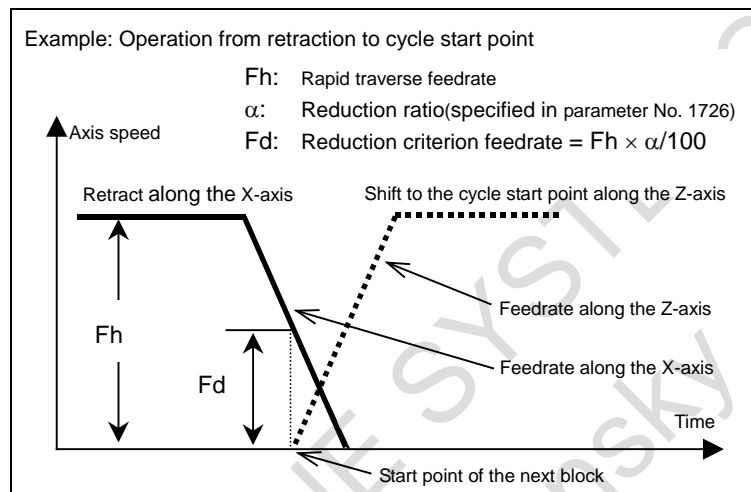 Example: Operation from retraction to cycle start point
Fh: Rapid traverse feedrate
α: Reduction ratio(specified in parameter No. 1726)
Fd: Reduction criterion feedrate = Fh × α/100
Axis speed
Retract along the X-axis
Shift to the cycle start point along the Z-axis
Feedrate along the Z-axis
Fh
Feedrate along the X-axis
Fd
Time
Start point of the next block